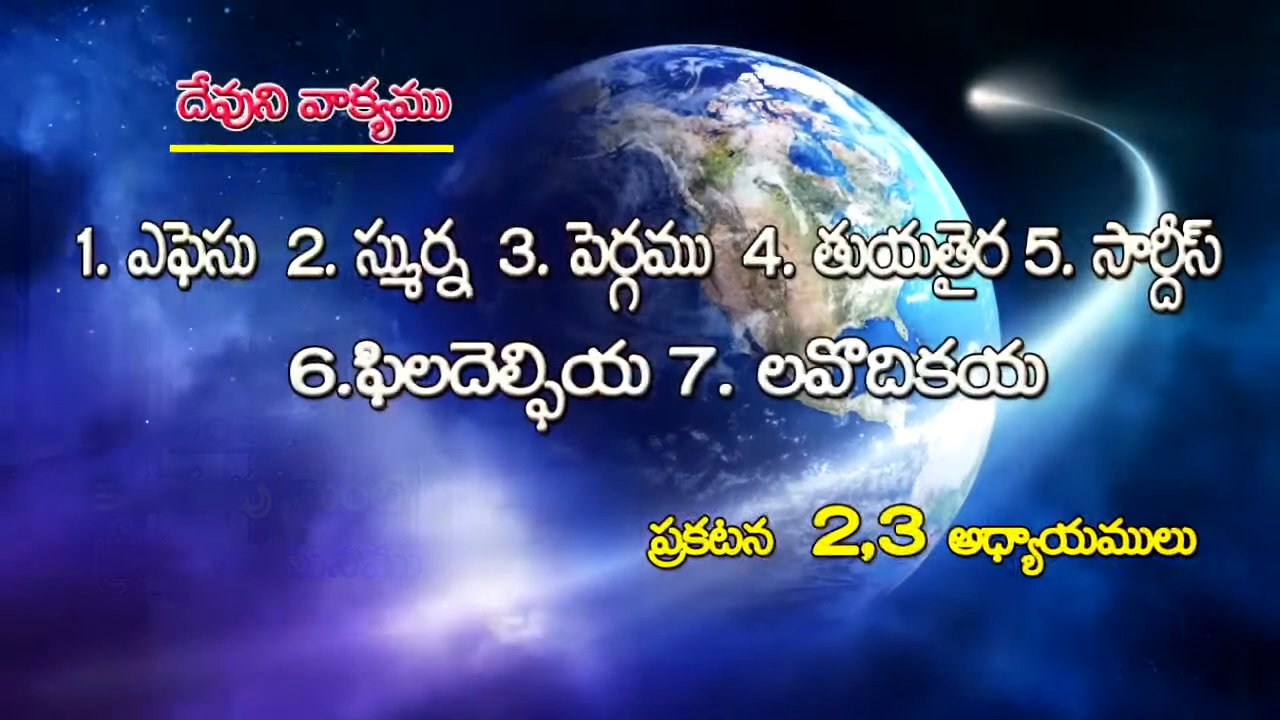 దేవుని వాక్యము
1. ఎఫెసు 2. స్ముర్న 3. పెర్గము 4. తుయతైర 5. సార్దీస్
6.ఫిలదెల్ఫియ 7. లవొదికయ
ప్రకటన 2,3 అధ్యాయములు